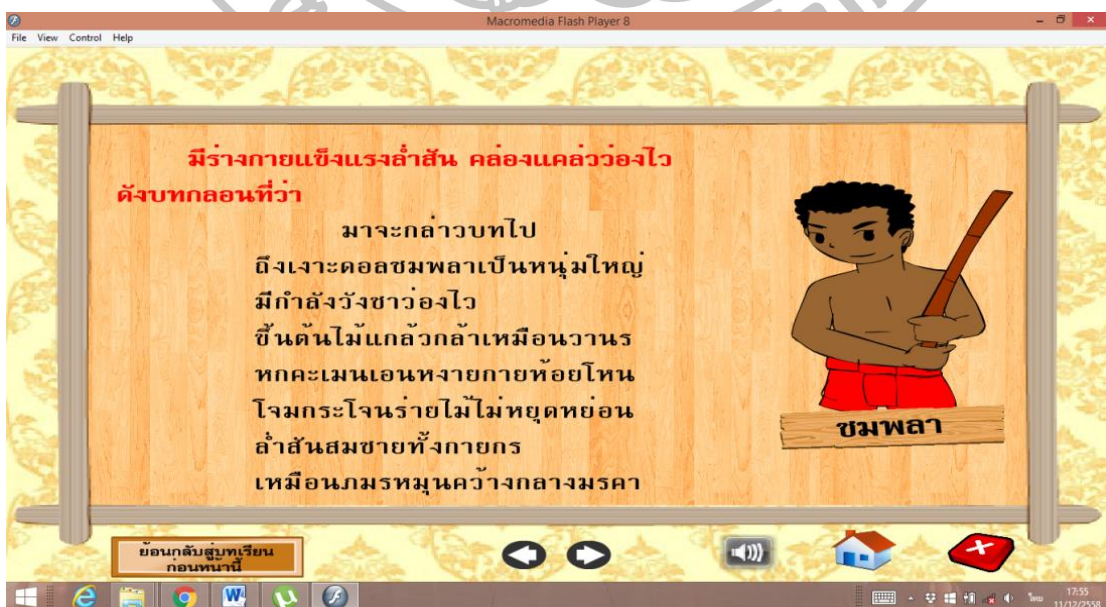 Macromedia Flash Player 8
File View Control Help
มีร่างกายแข็งแรงล่ำสัน คล่องแคล่วว่องไว
ดังบทกลอนที่ว่า
มาจะกล่าวบทไป
ถึงเงาะดอลชมพลาเป็นหนุ่มใหญ่
มีกำลังวังชาว่องไว
ขึ้นต้นไม้แกล้วกล้าเหมือนวานร
หกคะเมนเอนหงายกายห้อยโหน
โจมกระโจนร่ายไม้ไม่หยุดหย่อน
ล่ำสันสมชายทั้งกายกร
เหมือนภมรหมุนคว้างกลางมรคา
ชมพลา
ย้อนกลับสู่บทเรียน
ก่อนหน้านี้
ไทย
17:55
11/12/2558